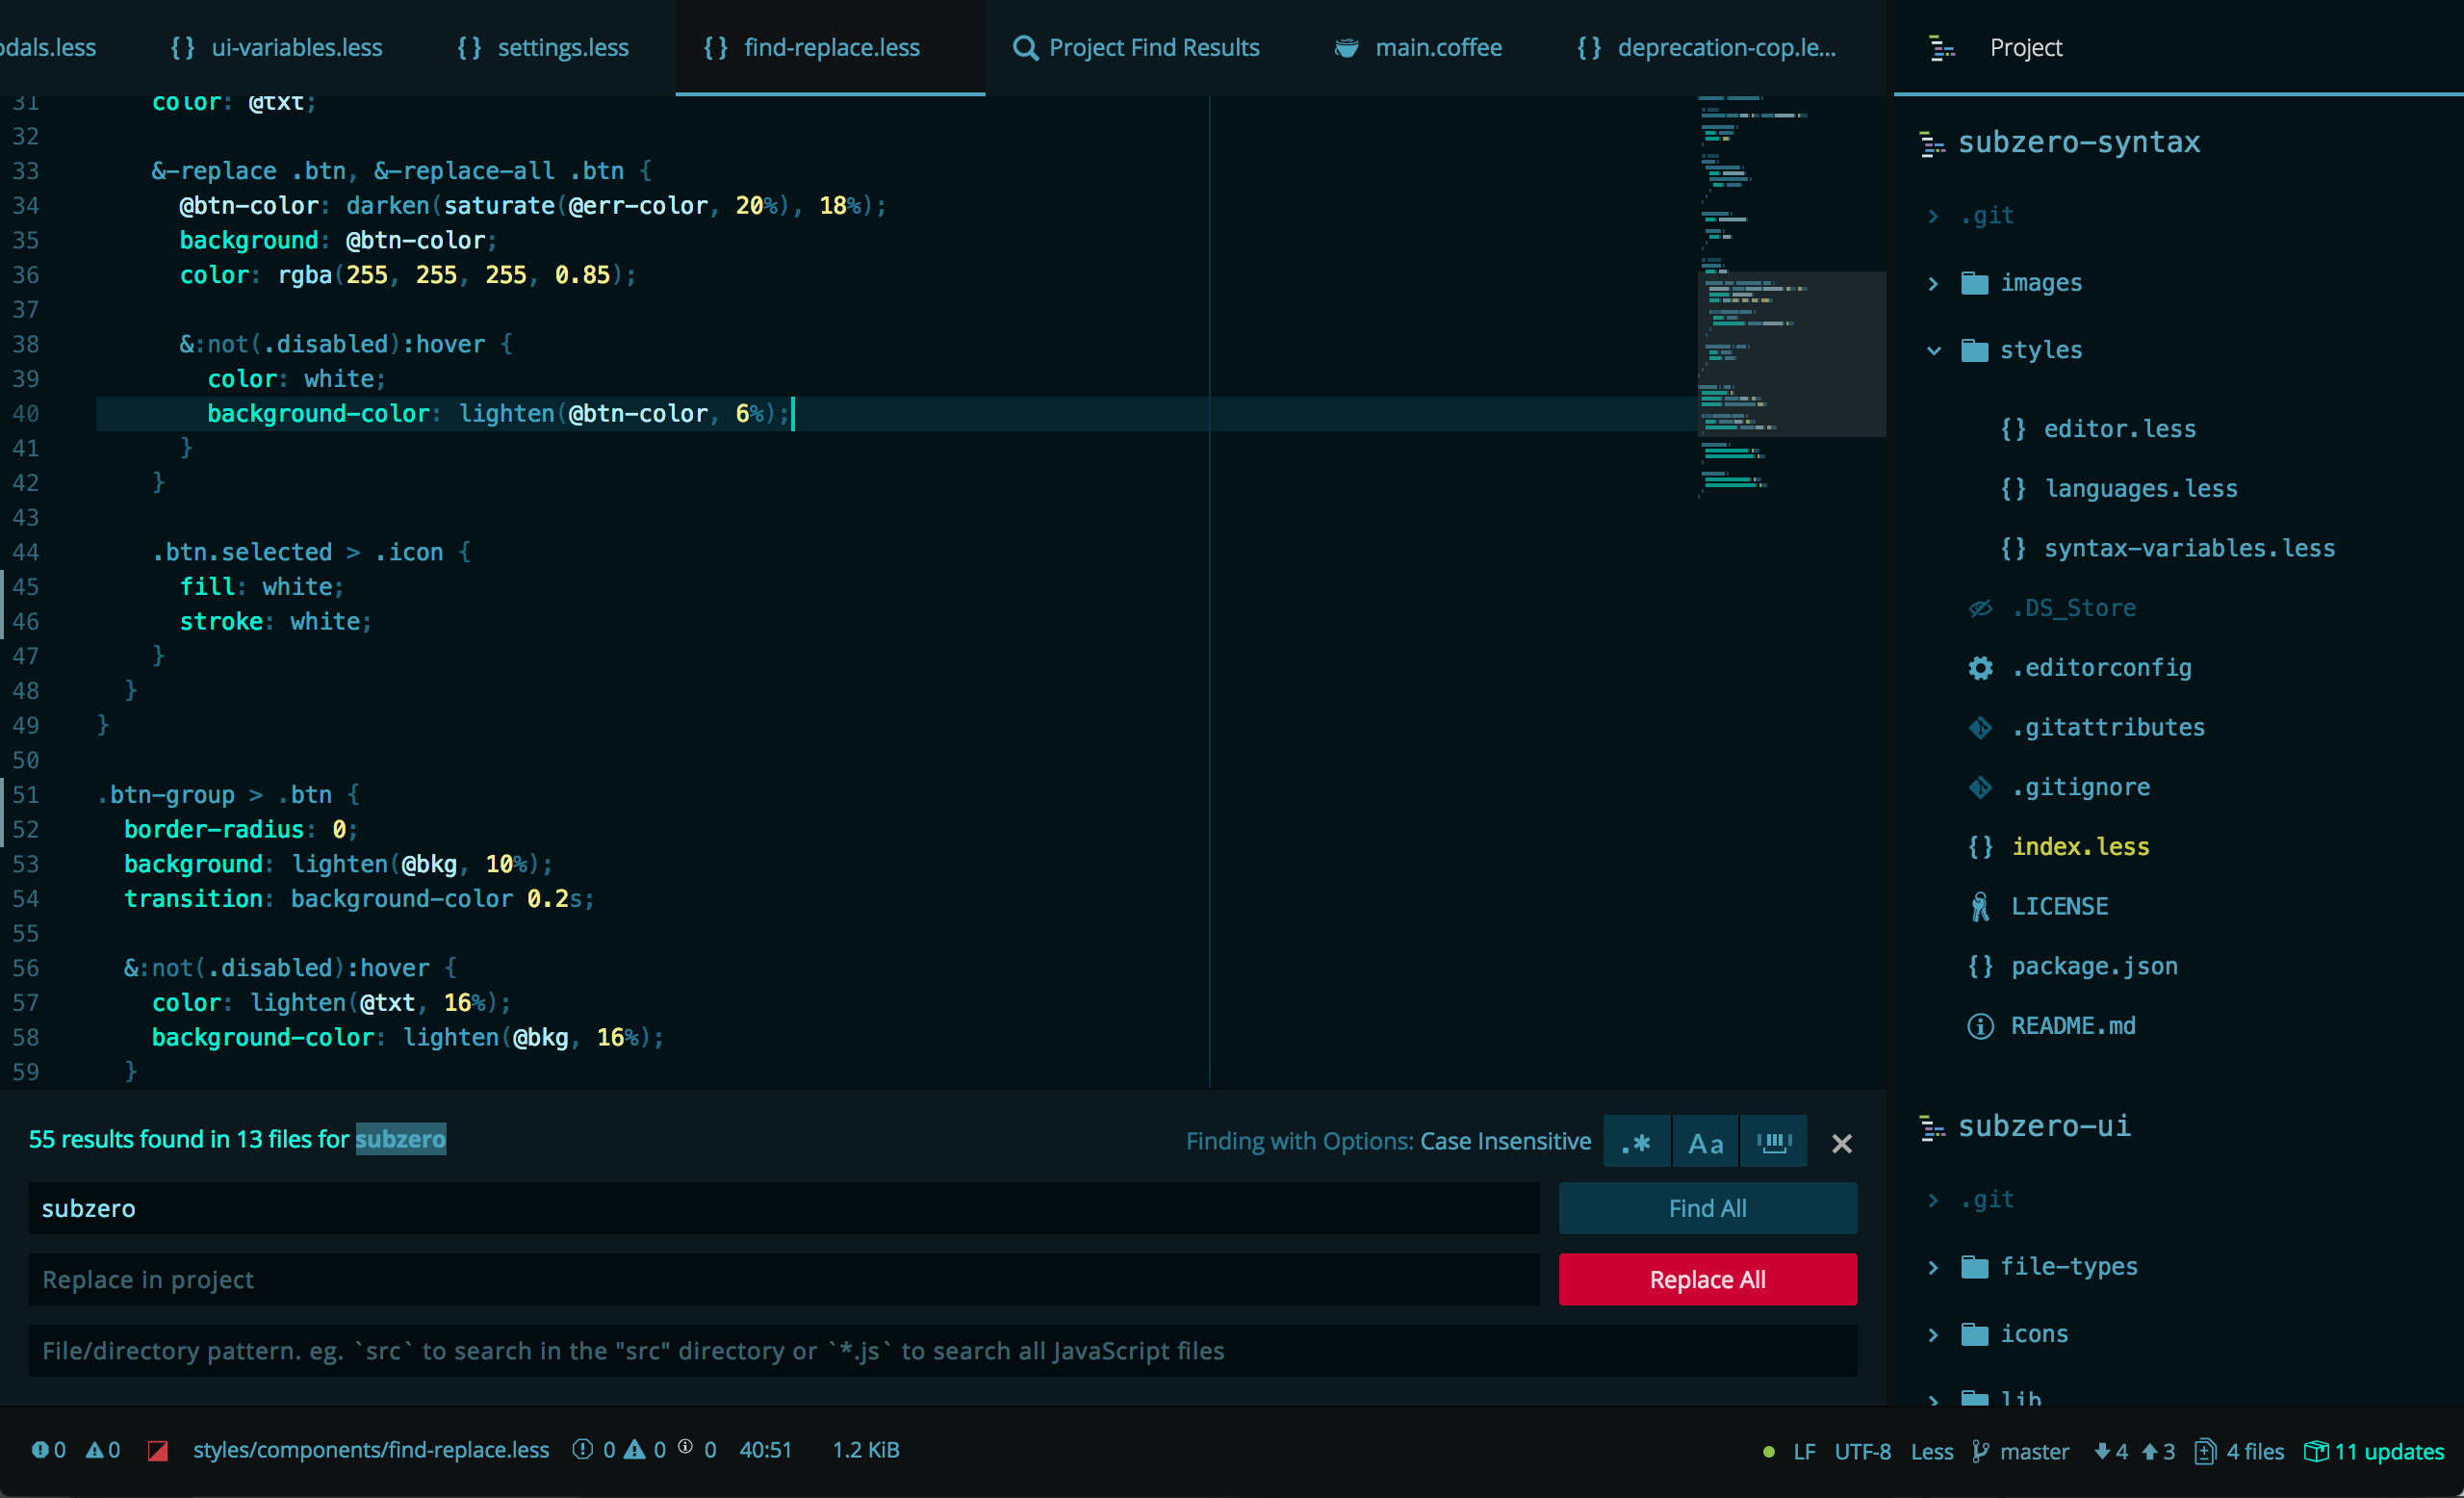 odals.less
{} ui-variables.less
{} settings.less
{} find-replace.less
Project Find Results
main.coffee
{} deprecation-cop.le...
Project
31 color: @txt;
32
33 &-replace .btn, &-replace-all .btn {
34 @btn-color: darken(saturate(@err-color, 20%), 18%);
35 background: @btn-color;
36 color: rgba(255, 255, 255, 0.85);
37
38 &:not(.disabled):hover {
39 color: white;
40 background-color: lighten(@btn-color, 6%);
41 }
42 }
43
44 .btn.selected > .icon {
45 fill: white;
46 stroke: white;
47 }
48 }
49 }
50
51 .btn-group > .btn {
52 border-radius: 0;
53 background: lighten(@bkg, 10%);
54 transition: background-color 0.2s;
55
56 &:not(.disabled):hover {
57 color: lighten(@txt, 16%);
58 background-color: lighten(@bkg, 16%);
59 }
55 results found in 13 files for subzero
Finding with Options: Case Insensitive
.* Aa
subzero
Find All
Replace in project
Replace All
File/directory pattern. eg. `src` to search in the "src" directory or `*.js` to search all JavaScript files
subzero-syntax
.git
images
styles
{} editor.less
{} languages.less
{} syntax-variables.less
.DS_Store
.editorconfig
.gitattributes
.gitignore
{} index.less
LICENSE
{} package.json
README.md
subzero-ui
.git
file-types
icons
lib
0 0 styles/components/find-replace.less 0 0 0 40:51 1.2 KiB
LF UTF-8 Less master 4 3 4 files 11 updates